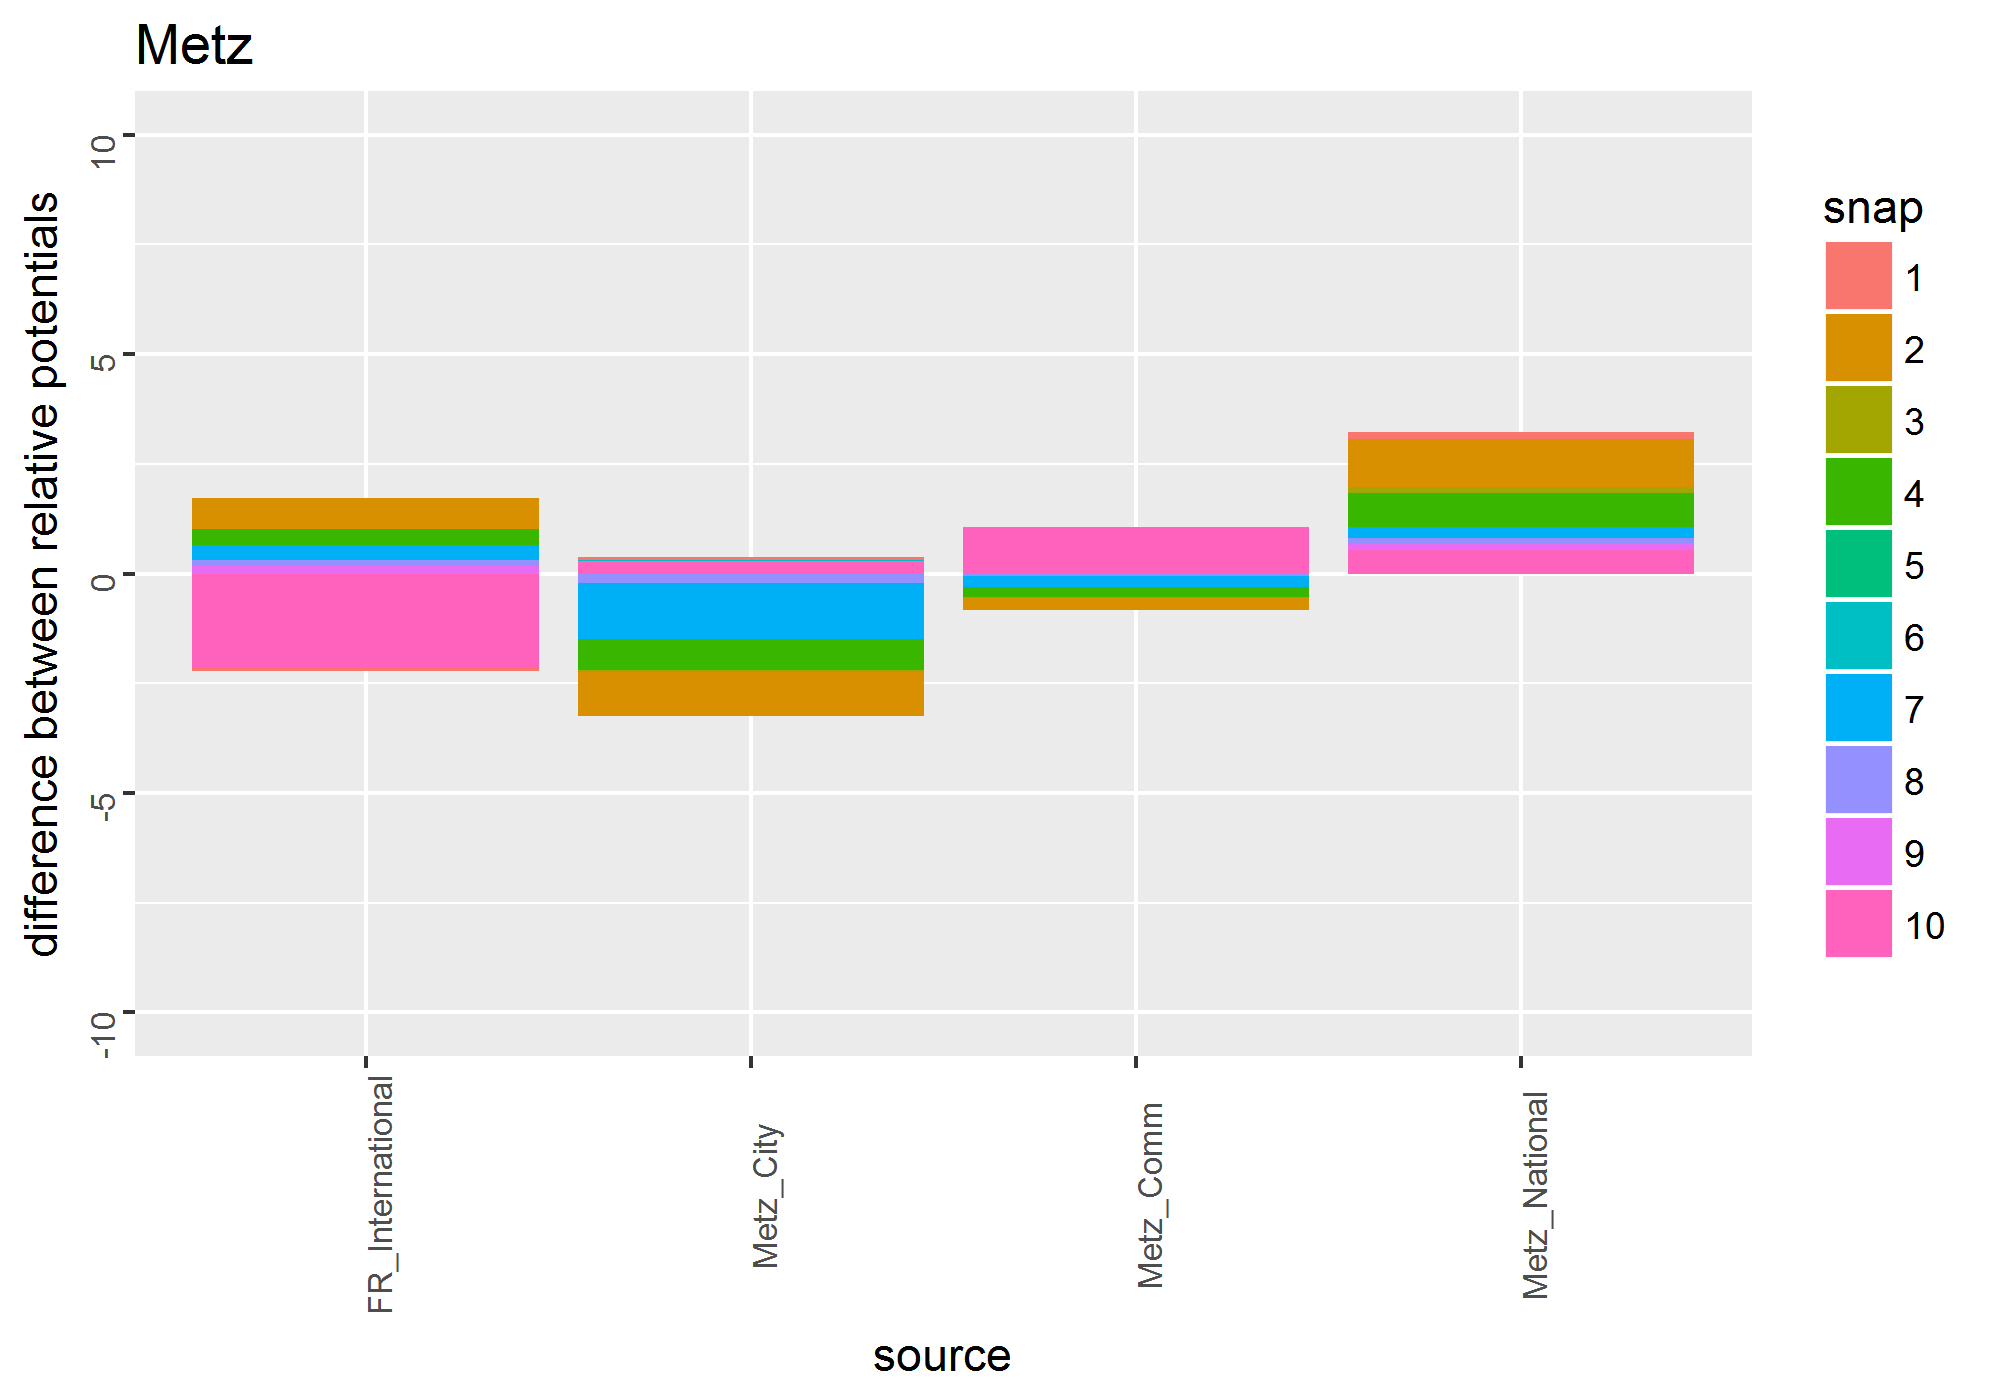 Metz
difference between relative potentials
10
5
0
-5
-10
FR_International
Metz_City
Metz_Comm
Metz_National
source
snap
1
2
3
4
5
6
7
8
9
10